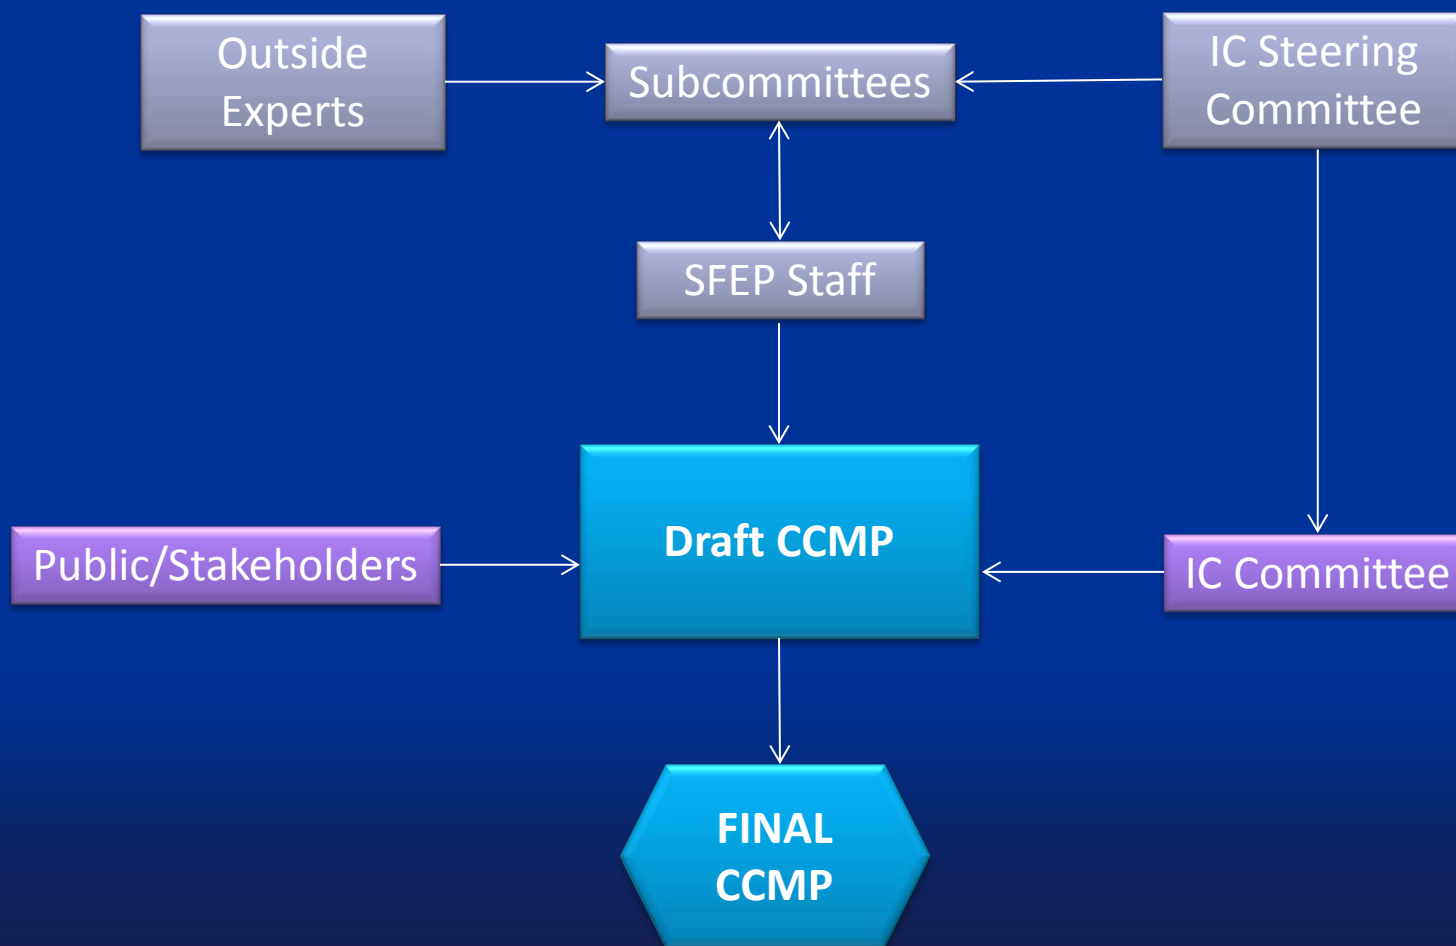 Outside
Experts
Subcommittees
IC Steering
Committee
SFEP Staff
Draft CCMP
Public/Stakeholders
IC Committee
FINAL
CCMP